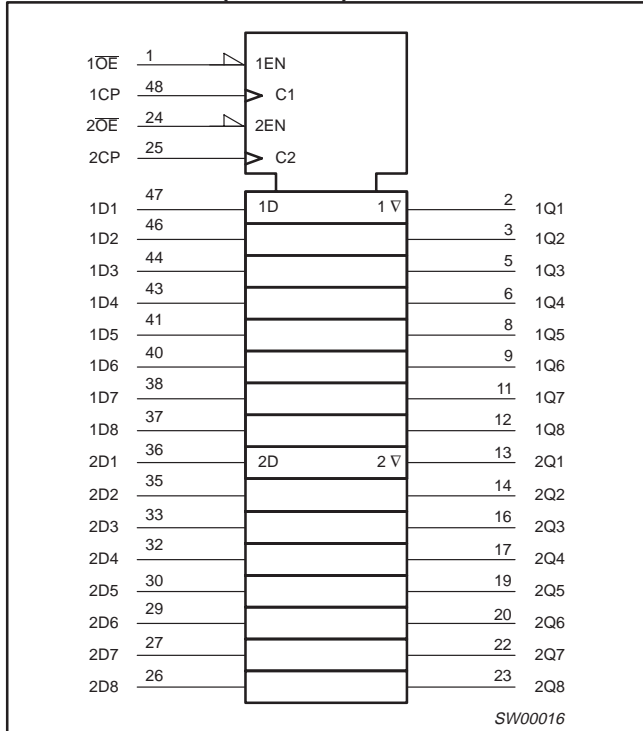 1O̅E̅ 1 1EN
1CP 48 C1
2O̅E̅ 24 2EN
2CP 25 C2
1D1 47 1D 1 ∇ 2 1Q1
1D2 46 3 1Q2
1D3 44 5 1Q3
1D4 43 6 1Q4
1D5 41 8 1Q5
1D6 40 9 1Q6
1D7 38 11 1Q7
1D8 37 12 1Q8
2D1 36 2D 2 ∇ 13 2Q1
2D2 35 14 2Q2
2D3 33 16 2Q3
2D4 32 17 2Q4
2D5 30 19 2Q5
2D6 29 20 2Q6
2D7 27 22 2Q7
2D8 26 23 2Q8
SW00016